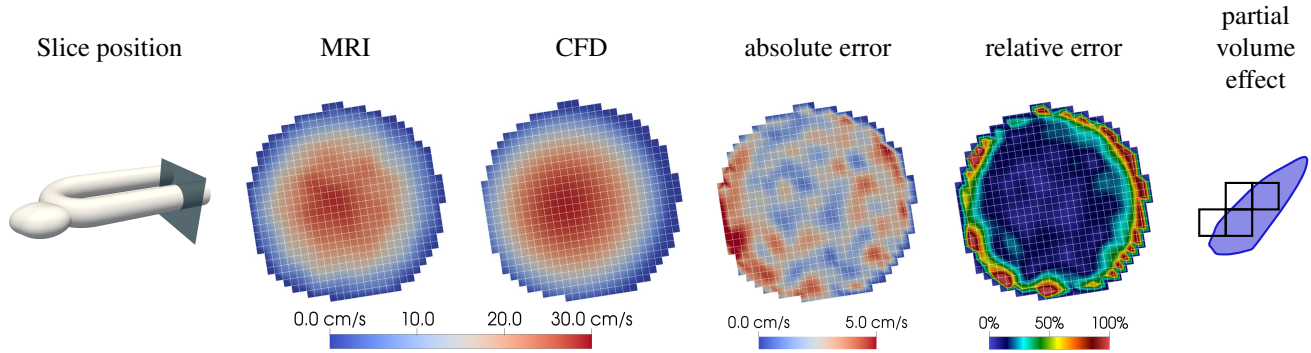 Slice position
MRI
CFD
absolute error
relative error
partial
volume
effect
0.0 cm/s 10.0 20.0 30.0 cm/s
0.0 cm/s 5.0 cm/s
0% 50% 100%